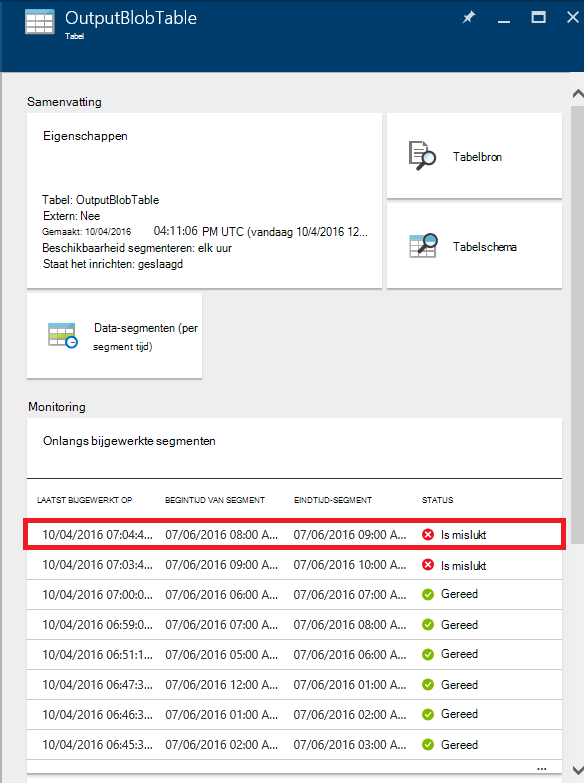 OutputBlobTable
Tabel
Samenvatting
Eigenschappen
Tabel: OutputBlobTable
Extern: Nee
Gemaakt: 10/04/2016 04:11:06 PM UTC (vandaag 10/4/2016 12...
Beschikbaarheid segmenteren: elk uur
Staat het inrichten: geslaagd
Tabelbron
Tabelschema
Data-segmenten (per
segment tijd)
Monitoring
Onlangs bijgewerkte segmenten
LAATST BIJGEWERKT OP BEGINTIJD VAN SEGMENT EINDTIJD-SEGMENT STATUS
10/04/2016 07:04:4... 07/06/2016 08:00 A... 07/06/2016 09:00 A... Is mislukt
10/04/2016 07:03:4... 07/06/2016 09:00 A... 07/06/2016 10:00 A... Is mislukt
10/04/2016 07:00:0... 07/06/2016 06:00 A... 07/06/2016 07:00 A... Gereed
10/04/2016 06:59:0... 07/06/2016 07:00 A... 07/06/2016 08:00 A... Gereed
10/04/2016 06:51:1... 07/06/2016 05:00 A... 07/06/2016 06:00 A... Gereed
10/04/2016 06:47:3... 07/06/2016 12:00 A... 07/06/2016 01:00 A... Gereed
10/04/2016 06:46:3... 07/06/2016 01:00 A... 07/06/2016 02:00 A... Gereed
10/04/2016 06:45:3... 07/06/2016 02:00 A... 07/06/2016 03:00 A... Gereed
...